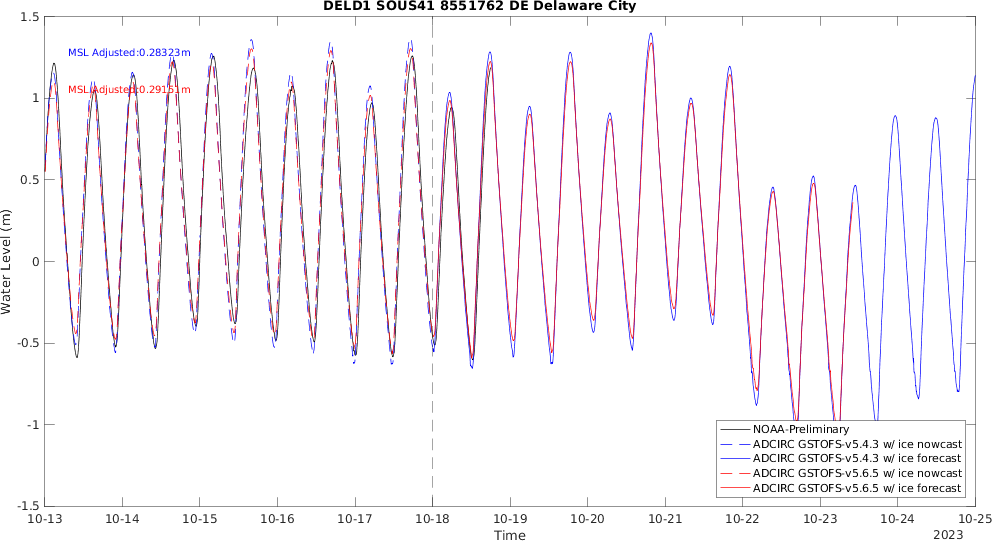 DELD1 SOUS41 8551762 DE Delaware City
1.5
MSL Adjusted:0.28323m
MSL Adjusted:0.29151m
1
0.5
0
-0.5
-1
-1.5
Water Level (m)
NOAA-Preliminary
ADCIRC GSTOFS-v5.4.3 w/ ice nowcast
ADCIRC GSTOFS-v5.4.3 w/ ice forecast
ADCIRC GSTOFS-v5.6.5 w/ ice nowcast
ADCIRC GSTOFS-v5.6.5 w/ ice forecast
10-13 10-14 10-15 10-16 10-17 10-18 10-19 10-20 10-21 10-22 10-23 10-24 10-25
Time
2023